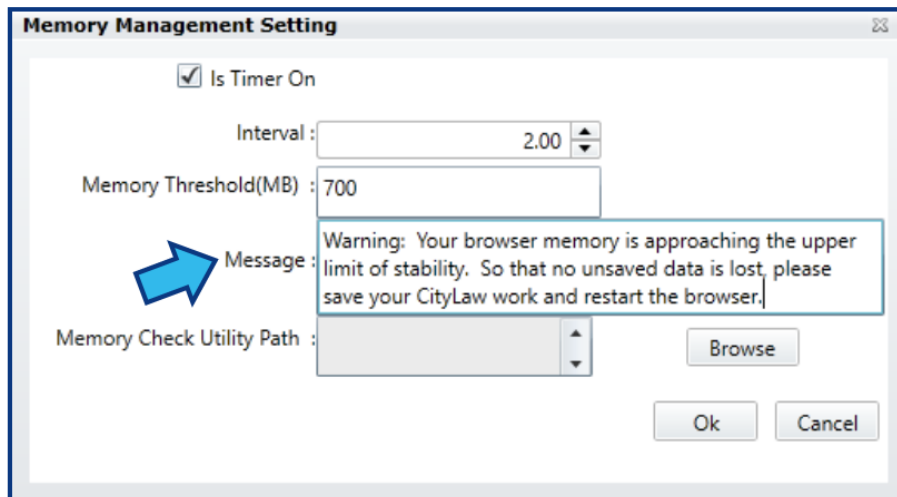 Memory Management Setting
Is Timer On
Interval : 2.00
Memory Threshold(MB) : 700
Message : Warning:  Your browser memory is approaching the upper
limit of stability.  So that no unsaved data is lost, please
save your CityLaw work and restart the browser.
Memory Check Utility Path :
Browse
Ok Cancel